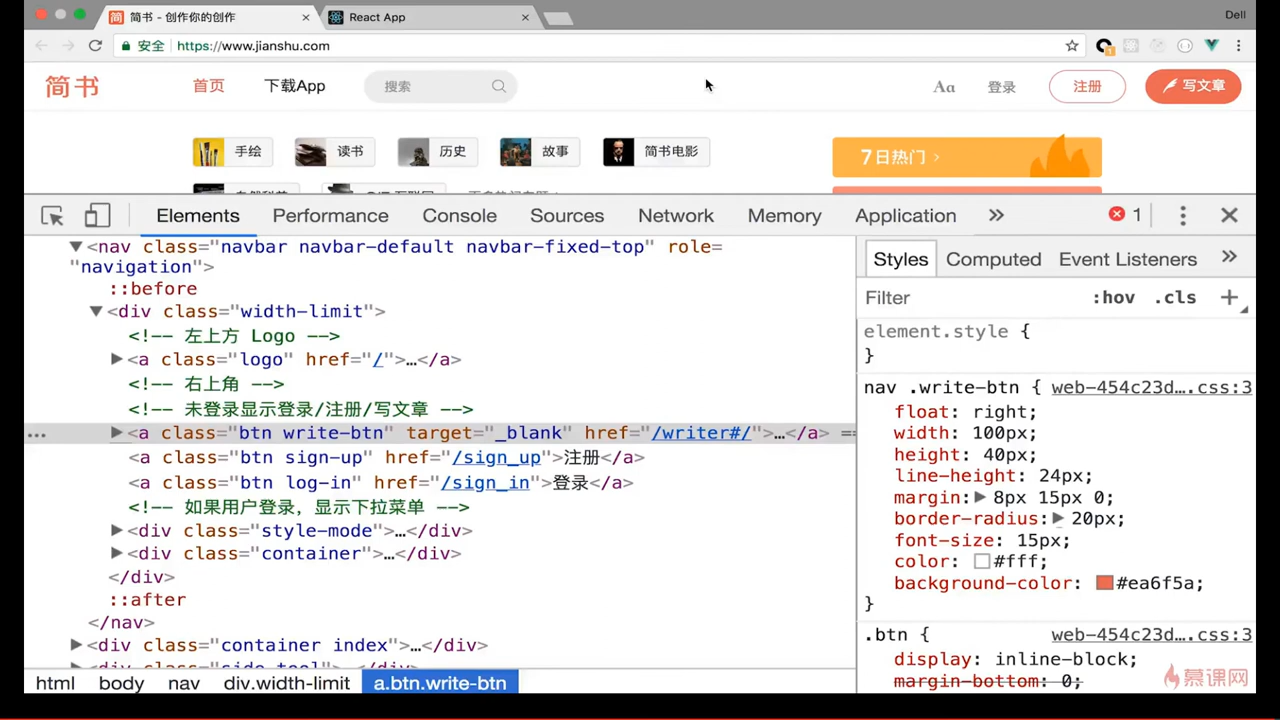 简书 - 创作你的创作 × React App × Dell
安全 https://www.jianshu.com 1
简书 首页 下载App 搜索 Aa 登录 注册 写文章
手绘 读书 历史 故事 简书电影 7日热门 >
Elements Performance Console Sources Network Memory Application » 1
<nav class="navbar navbar-default navbar-fixed-top" role=
"navigation">
::before
<div class="width-limit">
<!-- 左上方 Logo -->
<a class="logo" href="/">…</a>
<!-- 右上角 -->
<!-- 未登录显示登录/注册/写文章 -->
<a class="btn write-btn" target="_blank" href="/writer#/">…</a> ==
<a class="btn sign-up" href="/sign_up">注册</a>
<a class="btn log-in" href="/sign_in">登录</a>
<!-- 如果用户登录，显示下拉菜单 -->
<div class="style-mode">…</div>
<div class="container">…</div>
</div>
::after
</nav>
<div class="container index">…</div>
html body nav div.width-limit a.btn.write-btn
Styles Computed Event Listeners »
Filter :hov .cls +
element.style {
}
nav .write-btn { web-454c23d….css:3
float: right;
width: 100px;
height: 40px;
line-height: 24px;
margin: 8px 15px 0;
border-radius: 20px;
font-size: 15px;
color: #fff;
background-color: #ea6f5a;
}
.btn { web-454c23d….css:3
display: inline-block;
margin-bottom: 0;
慕课网